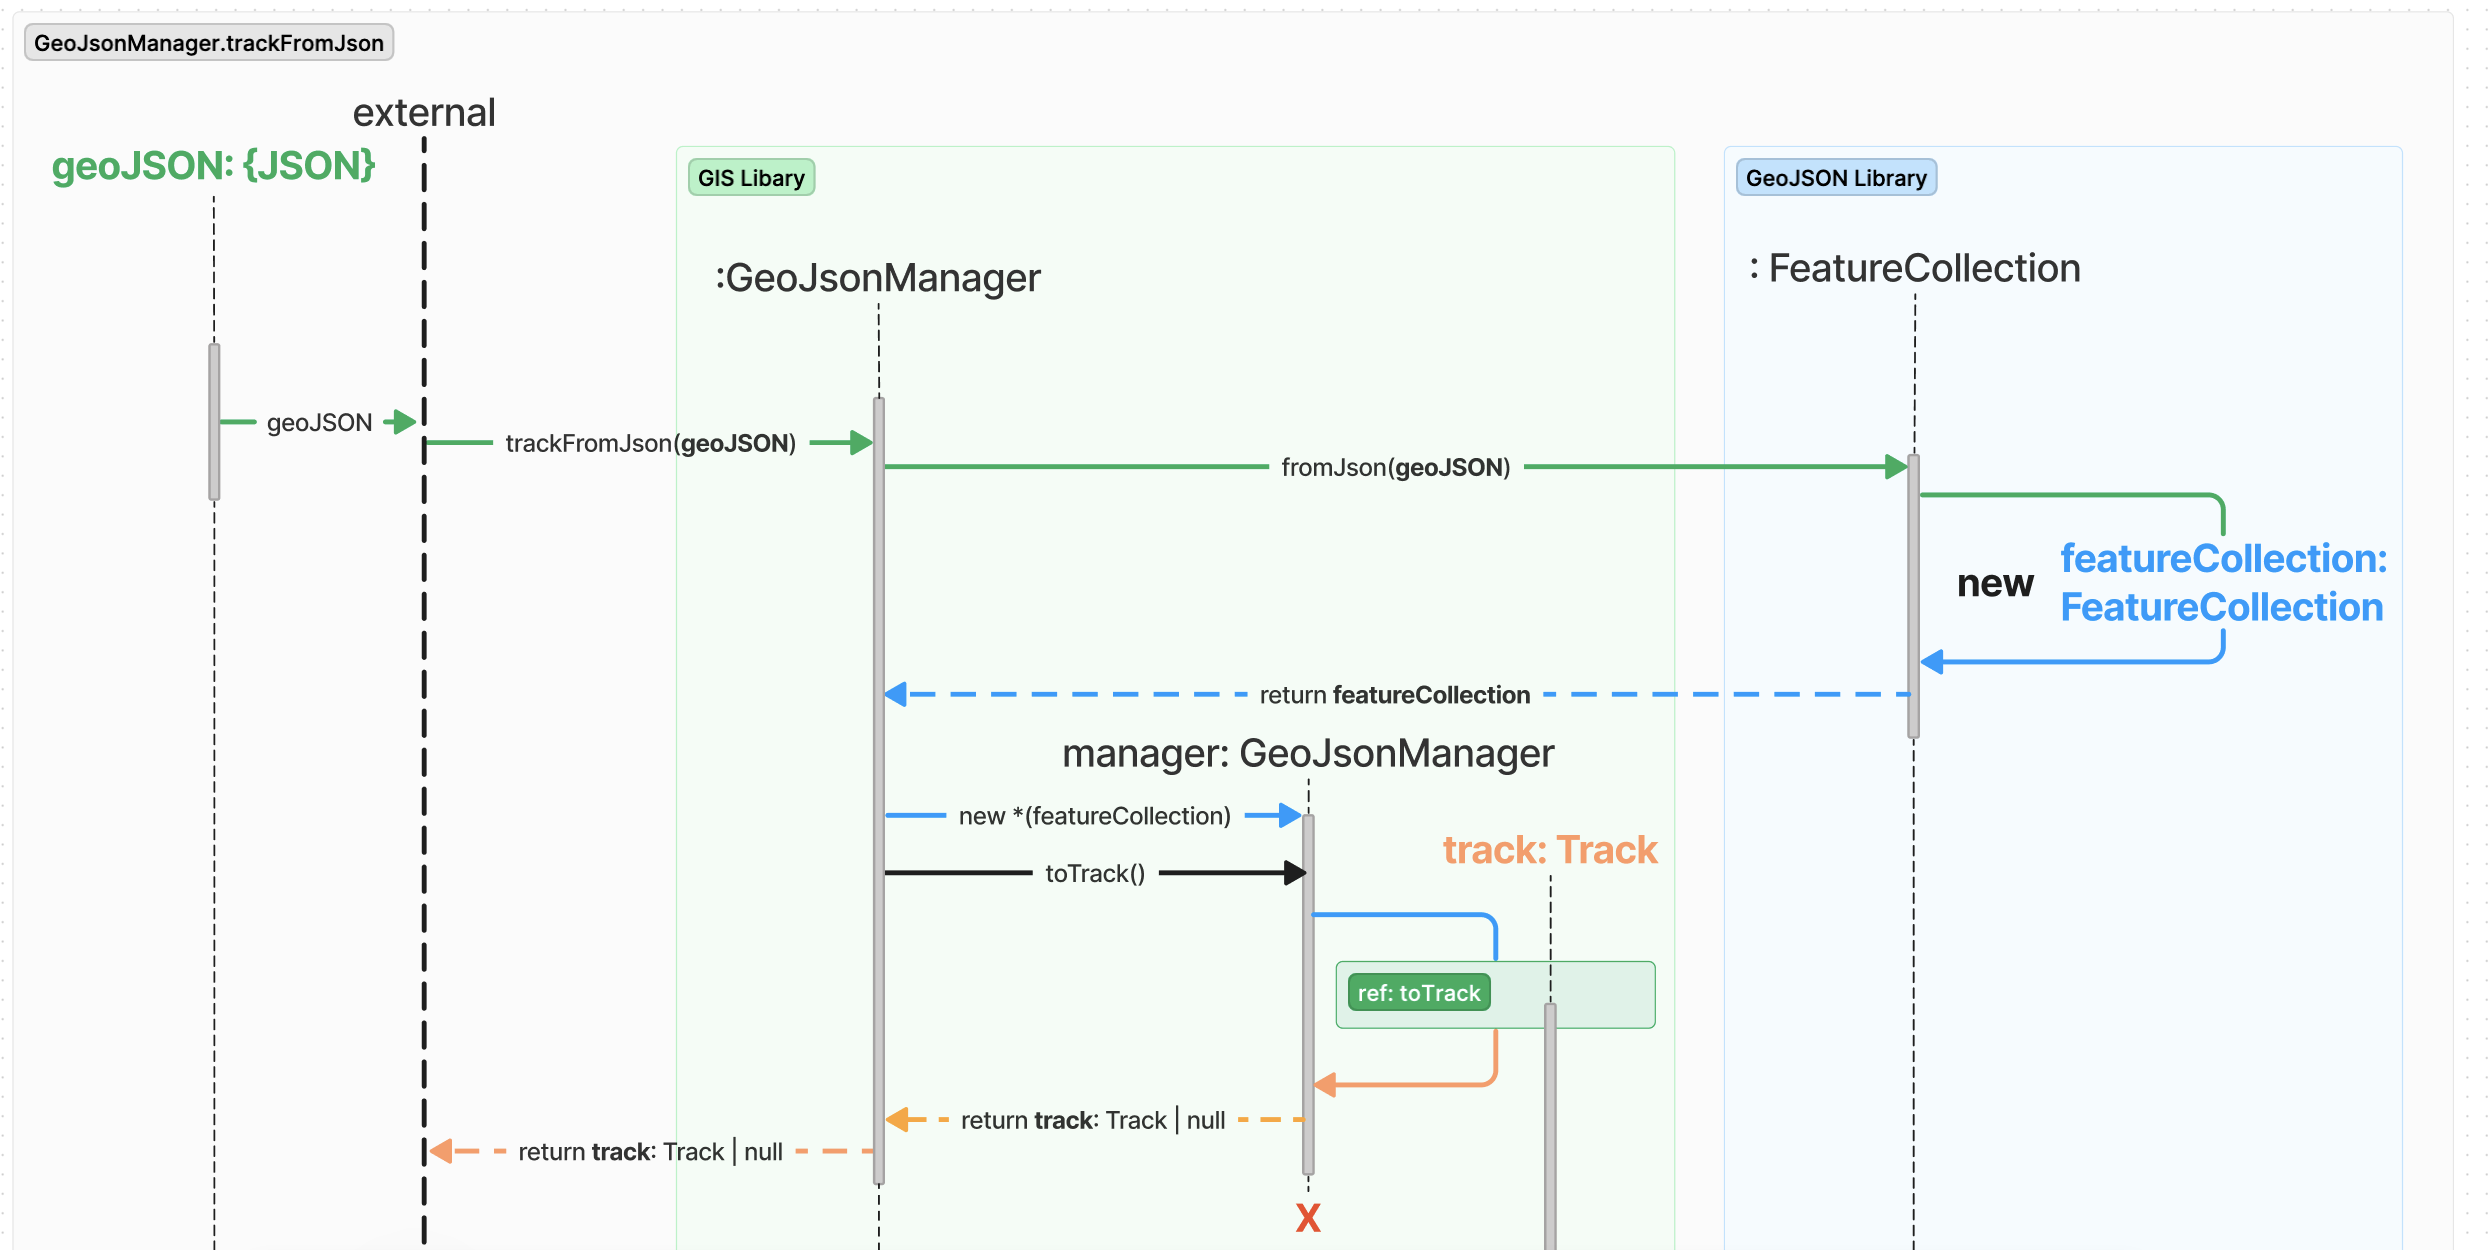 GeoJsonManager.trackFromJson
external
geoJSON: {JSON}
GIS Libary
GeoJSON Library
:GeoJsonManager
: FeatureCollection
geoJSON
trackFromJson(geoJSON)
fromJson(geoJSON)
new
featureCollection:
FeatureCollection
return featureCollection
manager: GeoJsonManager
new *(featureCollection)
track: Track
toTrack()
ref: toTrack
return track: Track | null
return track: Track | null
X